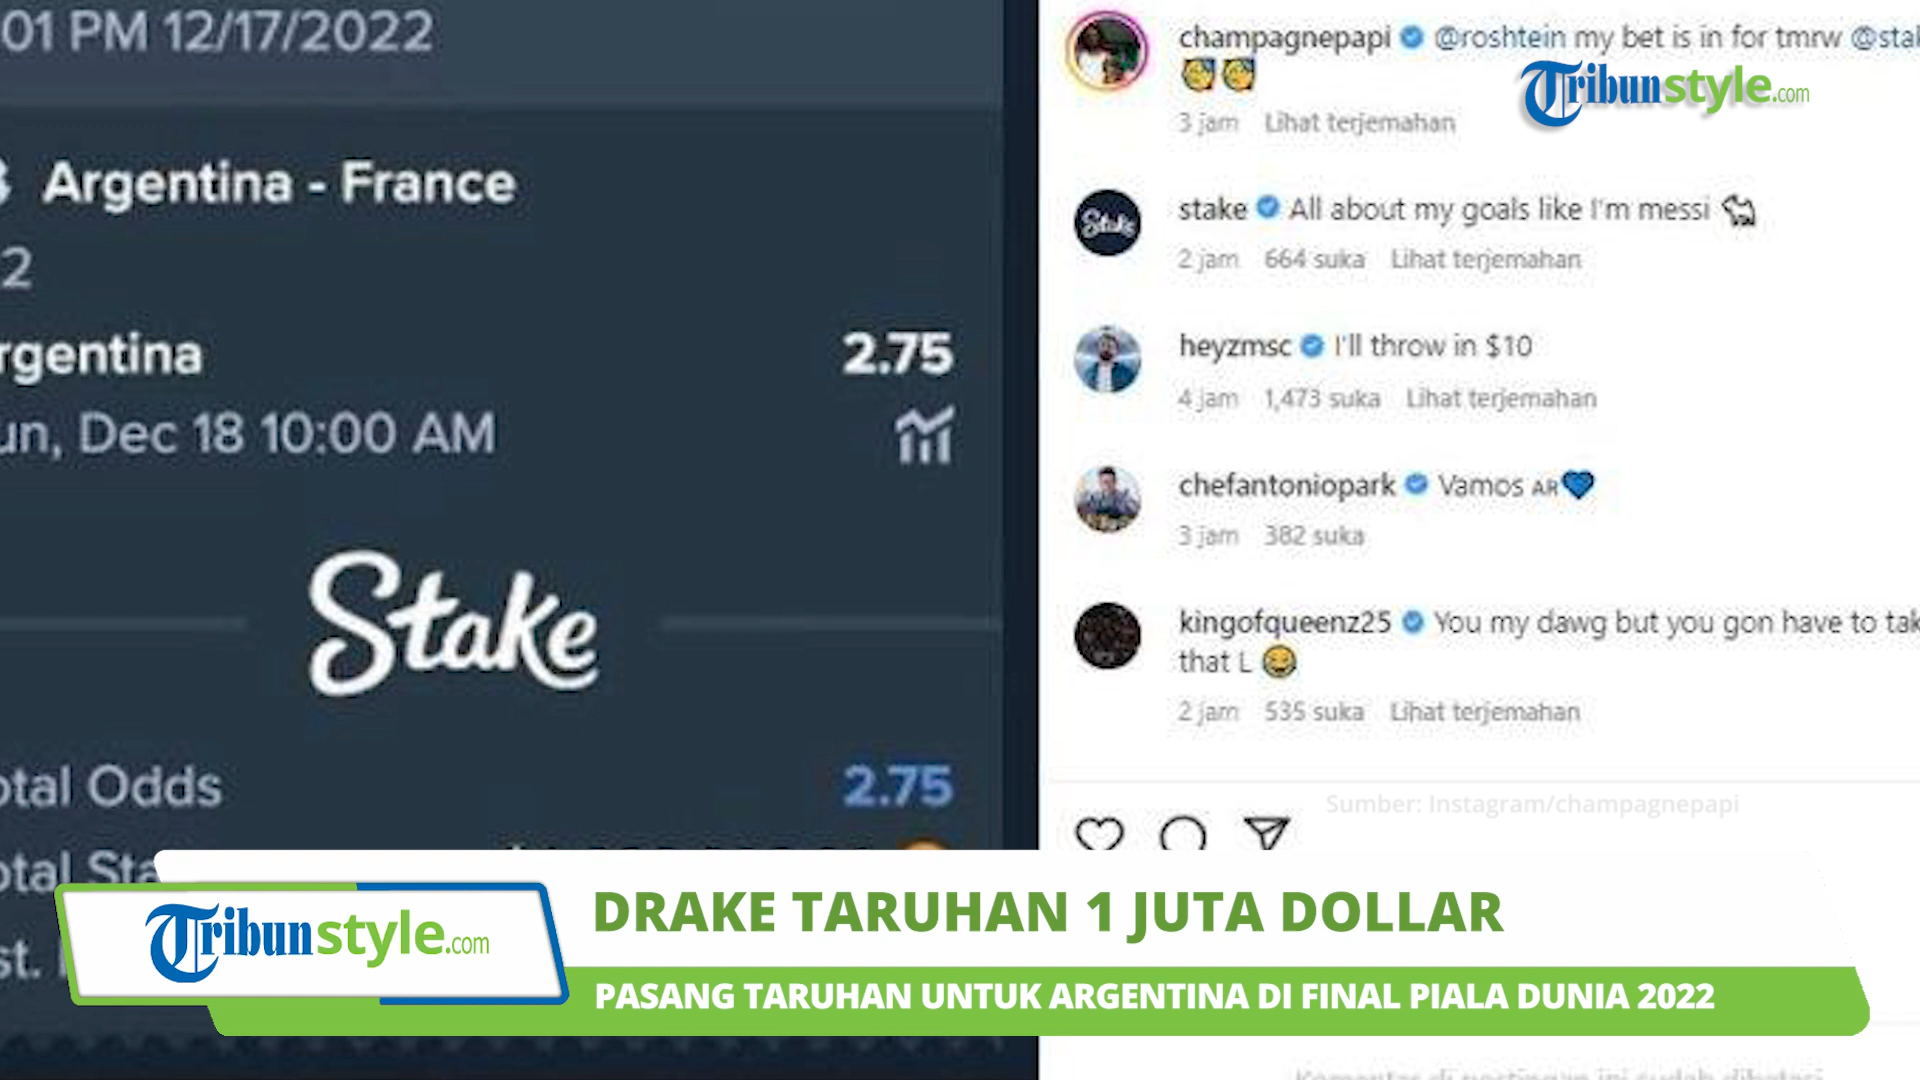 01 PM 12/17/2022
Argentina - France
2
rgentina
2.75
un, Dec 18 10:00 AM
Stake
otal Odds
2.75
otal Sta
st.
champagnepapi @roshtein my bet is in for tmrw @stak
3 jam Lihat terjemahan
Tribunstyle.com
Stake
stake All about my goals like I'm messi
2 jam 664 suka Lihat terjemahan
heyzmsc I'll throw in $10
4 jam 1,473 suka Lihat terjemahan
chefantoniopark Vamos AR
3 jam 382 suka
kingofqueenz25 You my dawg but you gon have to tak
that L
2 jam 535 suka Lihat terjemahan
Sumber: Instagram/champagnepapi
Tribunstyle.com
DRAKE TARUHAN 1 JUTA DOLLAR
PASANG TARUHAN UNTUK ARGENTINA DI FINAL PIALA DUNIA 2022